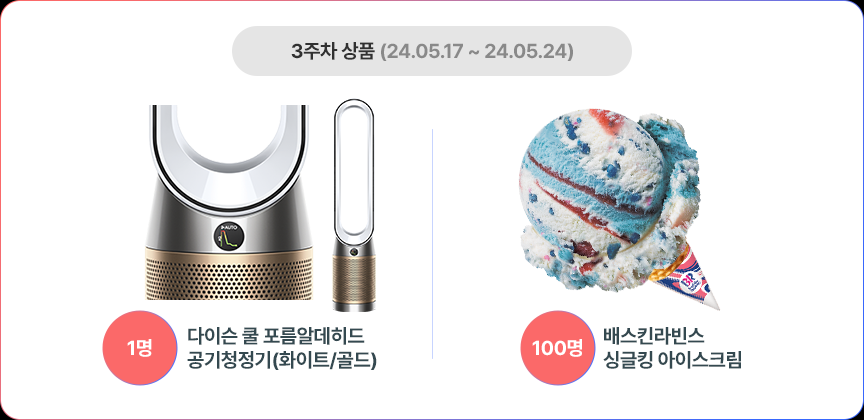 3주차 상품 (24.05.17 ~ 24.05.24)
AUTO
1명
다이슨 쿨 포름알데히드
공기청정기(화이트/골드)
BR
100명
배스킨라빈스
싱글킹 아이스크림